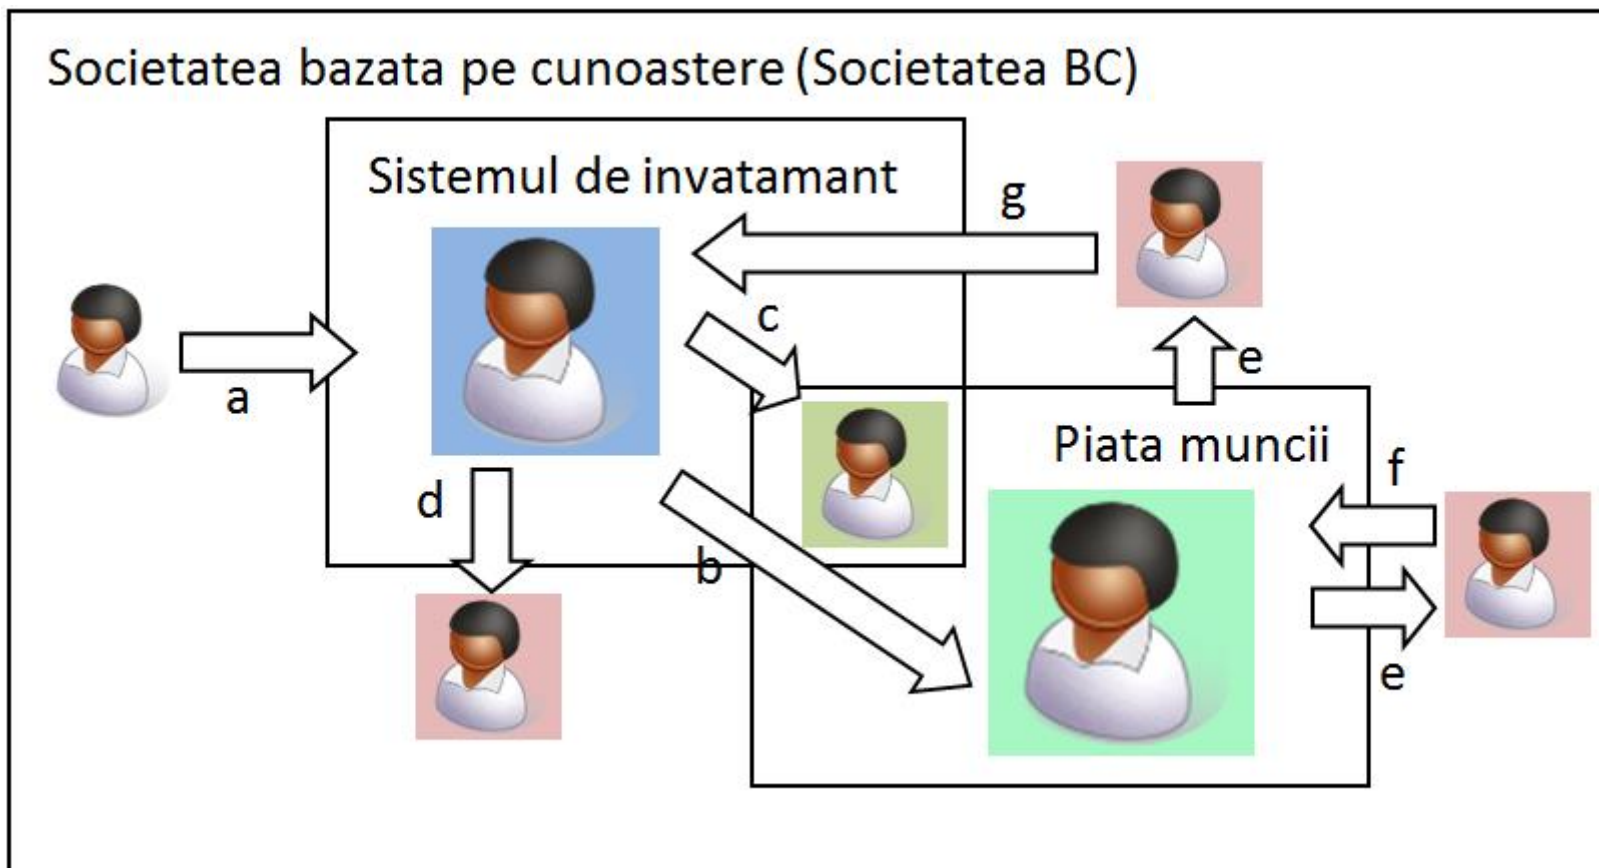 Societatea bazata pe cunoastere (Societatea BC)
Sistemul de invatamant
g
c
a
e
Piata muncii
f
d
b
e